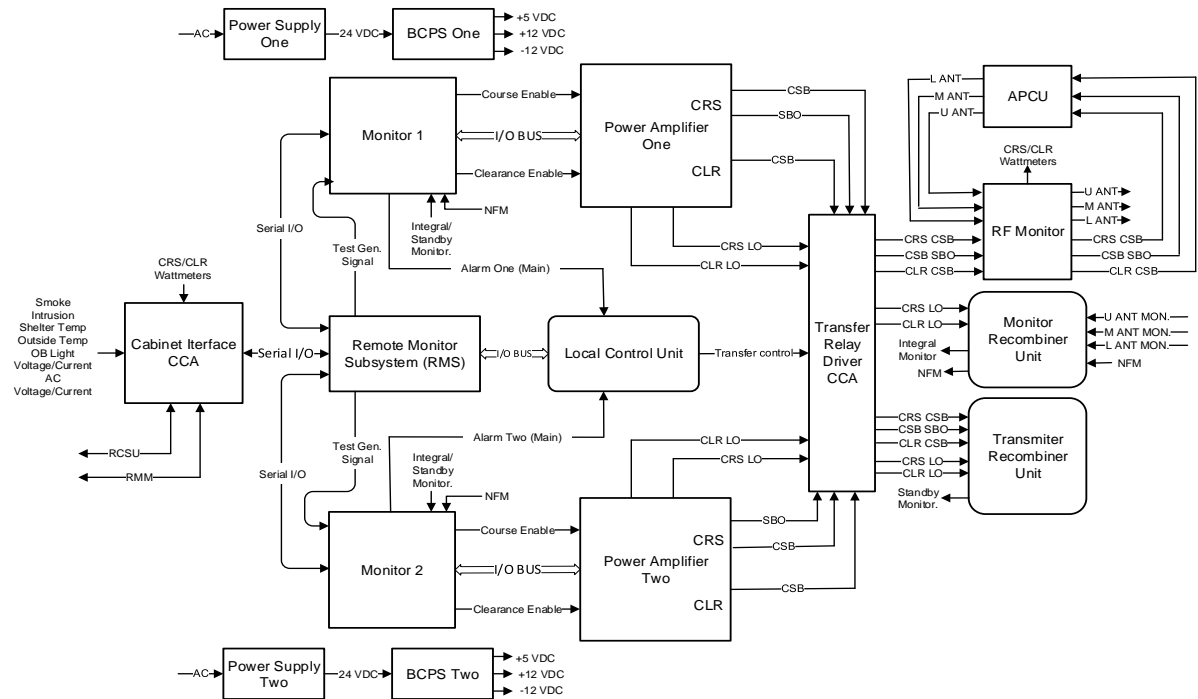 AC
Power Supply
One
24 VDC
BCPS One
+5 VDC
+12 VDC
-12 VDC
Monitor 1
Course Enable
I/O BUS
Clearance Enable
NFM
Integral/
Standby
Monitor.
Power Amplifier
One
CRS
CLR
CSB
SBO
CSB
L ANT
M ANT
U ANT
APCU
CRS/CLR
Wattmeters
RF Monitor
U ANT
M ANT
L ANT
CRS CSB
CSB SBO
CLR CSB
CRS CSB
CSB SBO
CLR CSB
Serial I/O
Test Gen.
Signal
Alarm One (Main)
CRS LO
CLR LO
CRS/CLR
Wattmeters
Smoke
Intrusion
Shelter Temp
Outside Temp
OB Light
Voltage/Current
AC
Voltage/Current
Cabinet Iterface
CCA
Serial I/O
Remote Monitor
Subsystem (RMS)
I/O BUS
Local Control Unit
Transfer control
Transfer
Relay
Driver
CCA
CRS LO
CLR LO
Integral
Monitor
NFM
Monitor
Recombiner
Unit
U ANT MON.
M ANT MON.
L ANT MON.
NFM
RCSU
RMM
Serial I/O
Test Gen.
Signal
Alarm Two (Main)
Integral/
Standby
Monitor.
NFM
CLR LO
CRS LO
CRS CSB
CSB SBO
CLR CSB
CRS LO
CLR LO
Standby
Monitor.
Transmiter
Recombiner
Unit
Monitor 2
Course Enable
I/O BUS
Clearance Enable
Power Amplifier
Two
CRS
CLR
SBO
CSB
CSB
AC
Power Supply
Two
24 VDC
BCPS Two
+5 VDC
+12 VDC
-12 VDC